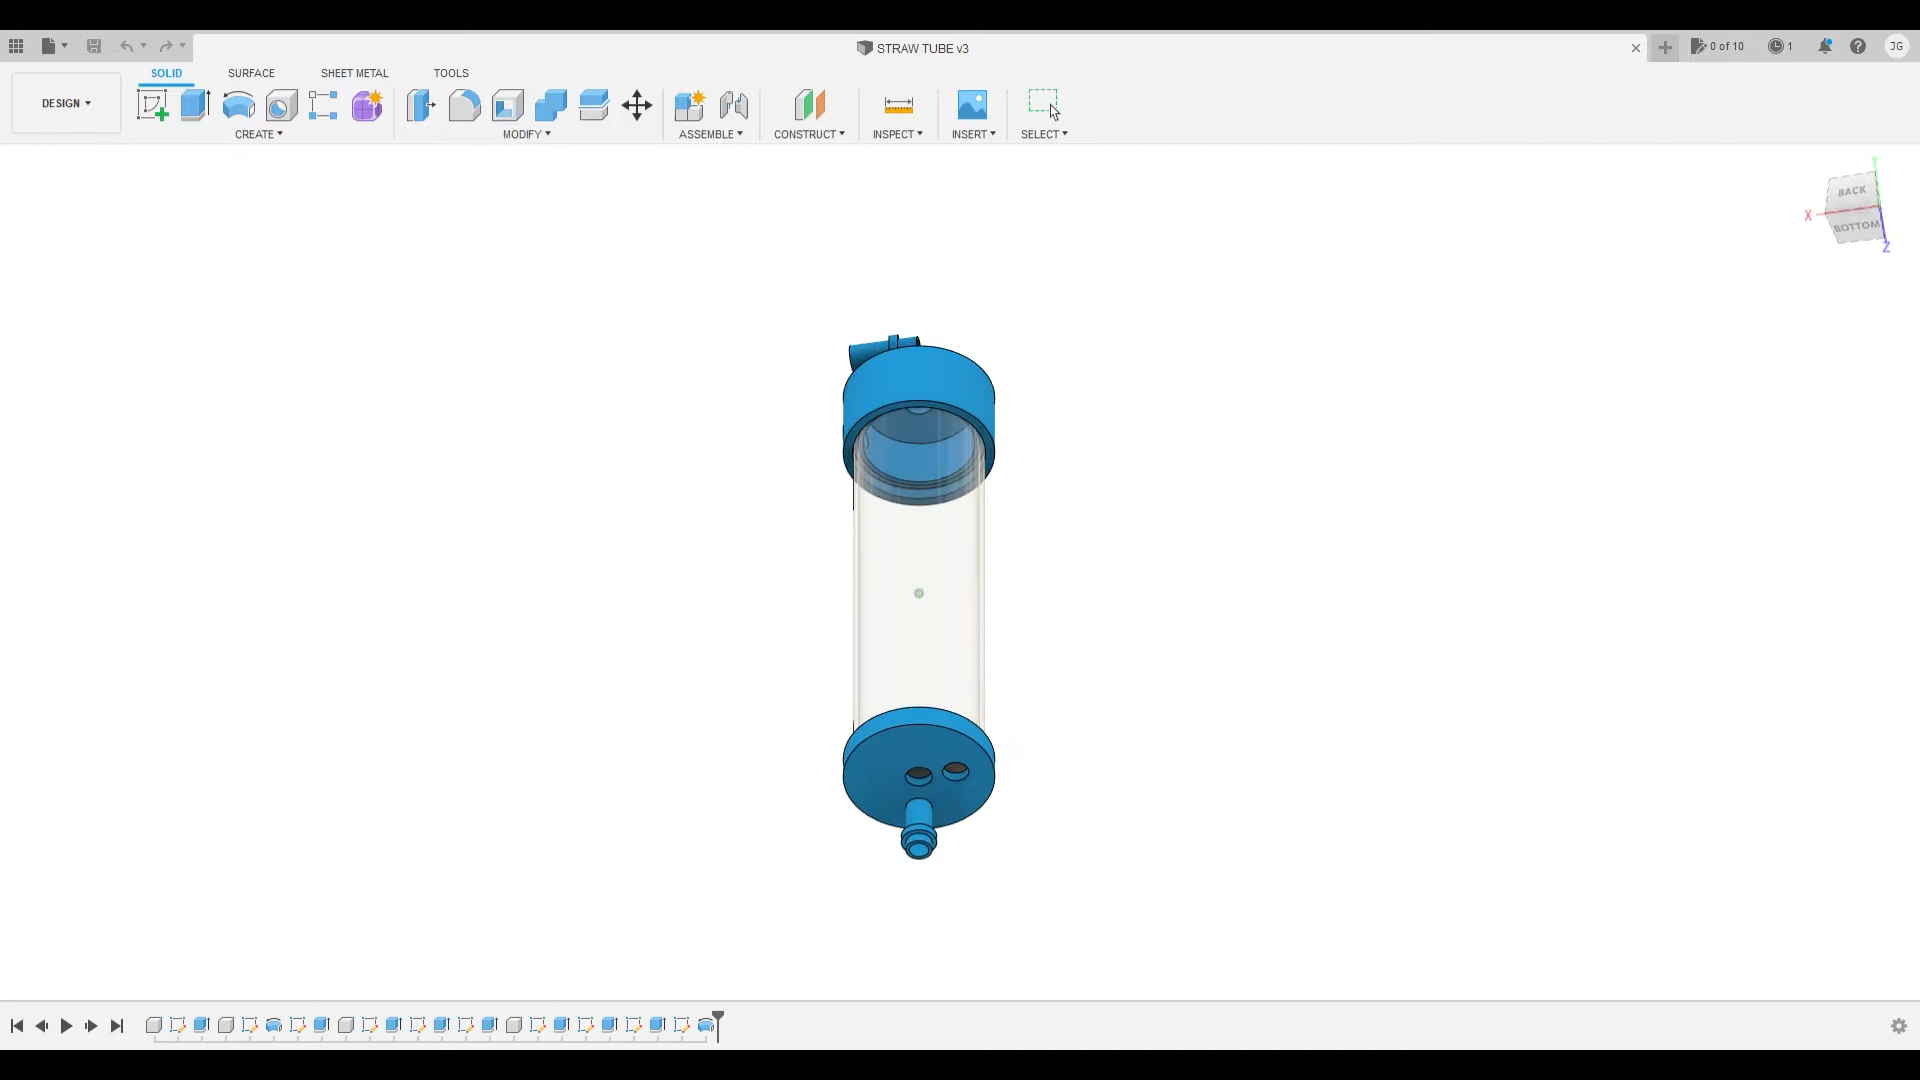 STRAW TUBE v3
0 of 10
1
JG
DESIGN
SOLID
SURFACE
SHEET METAL
TOOLS
CREATE
MODIFY
ASSEMBLE
CONSTRUCT
INSPECT
INSERT
SELECT
Y
BACK
X
BOTTOM
Z